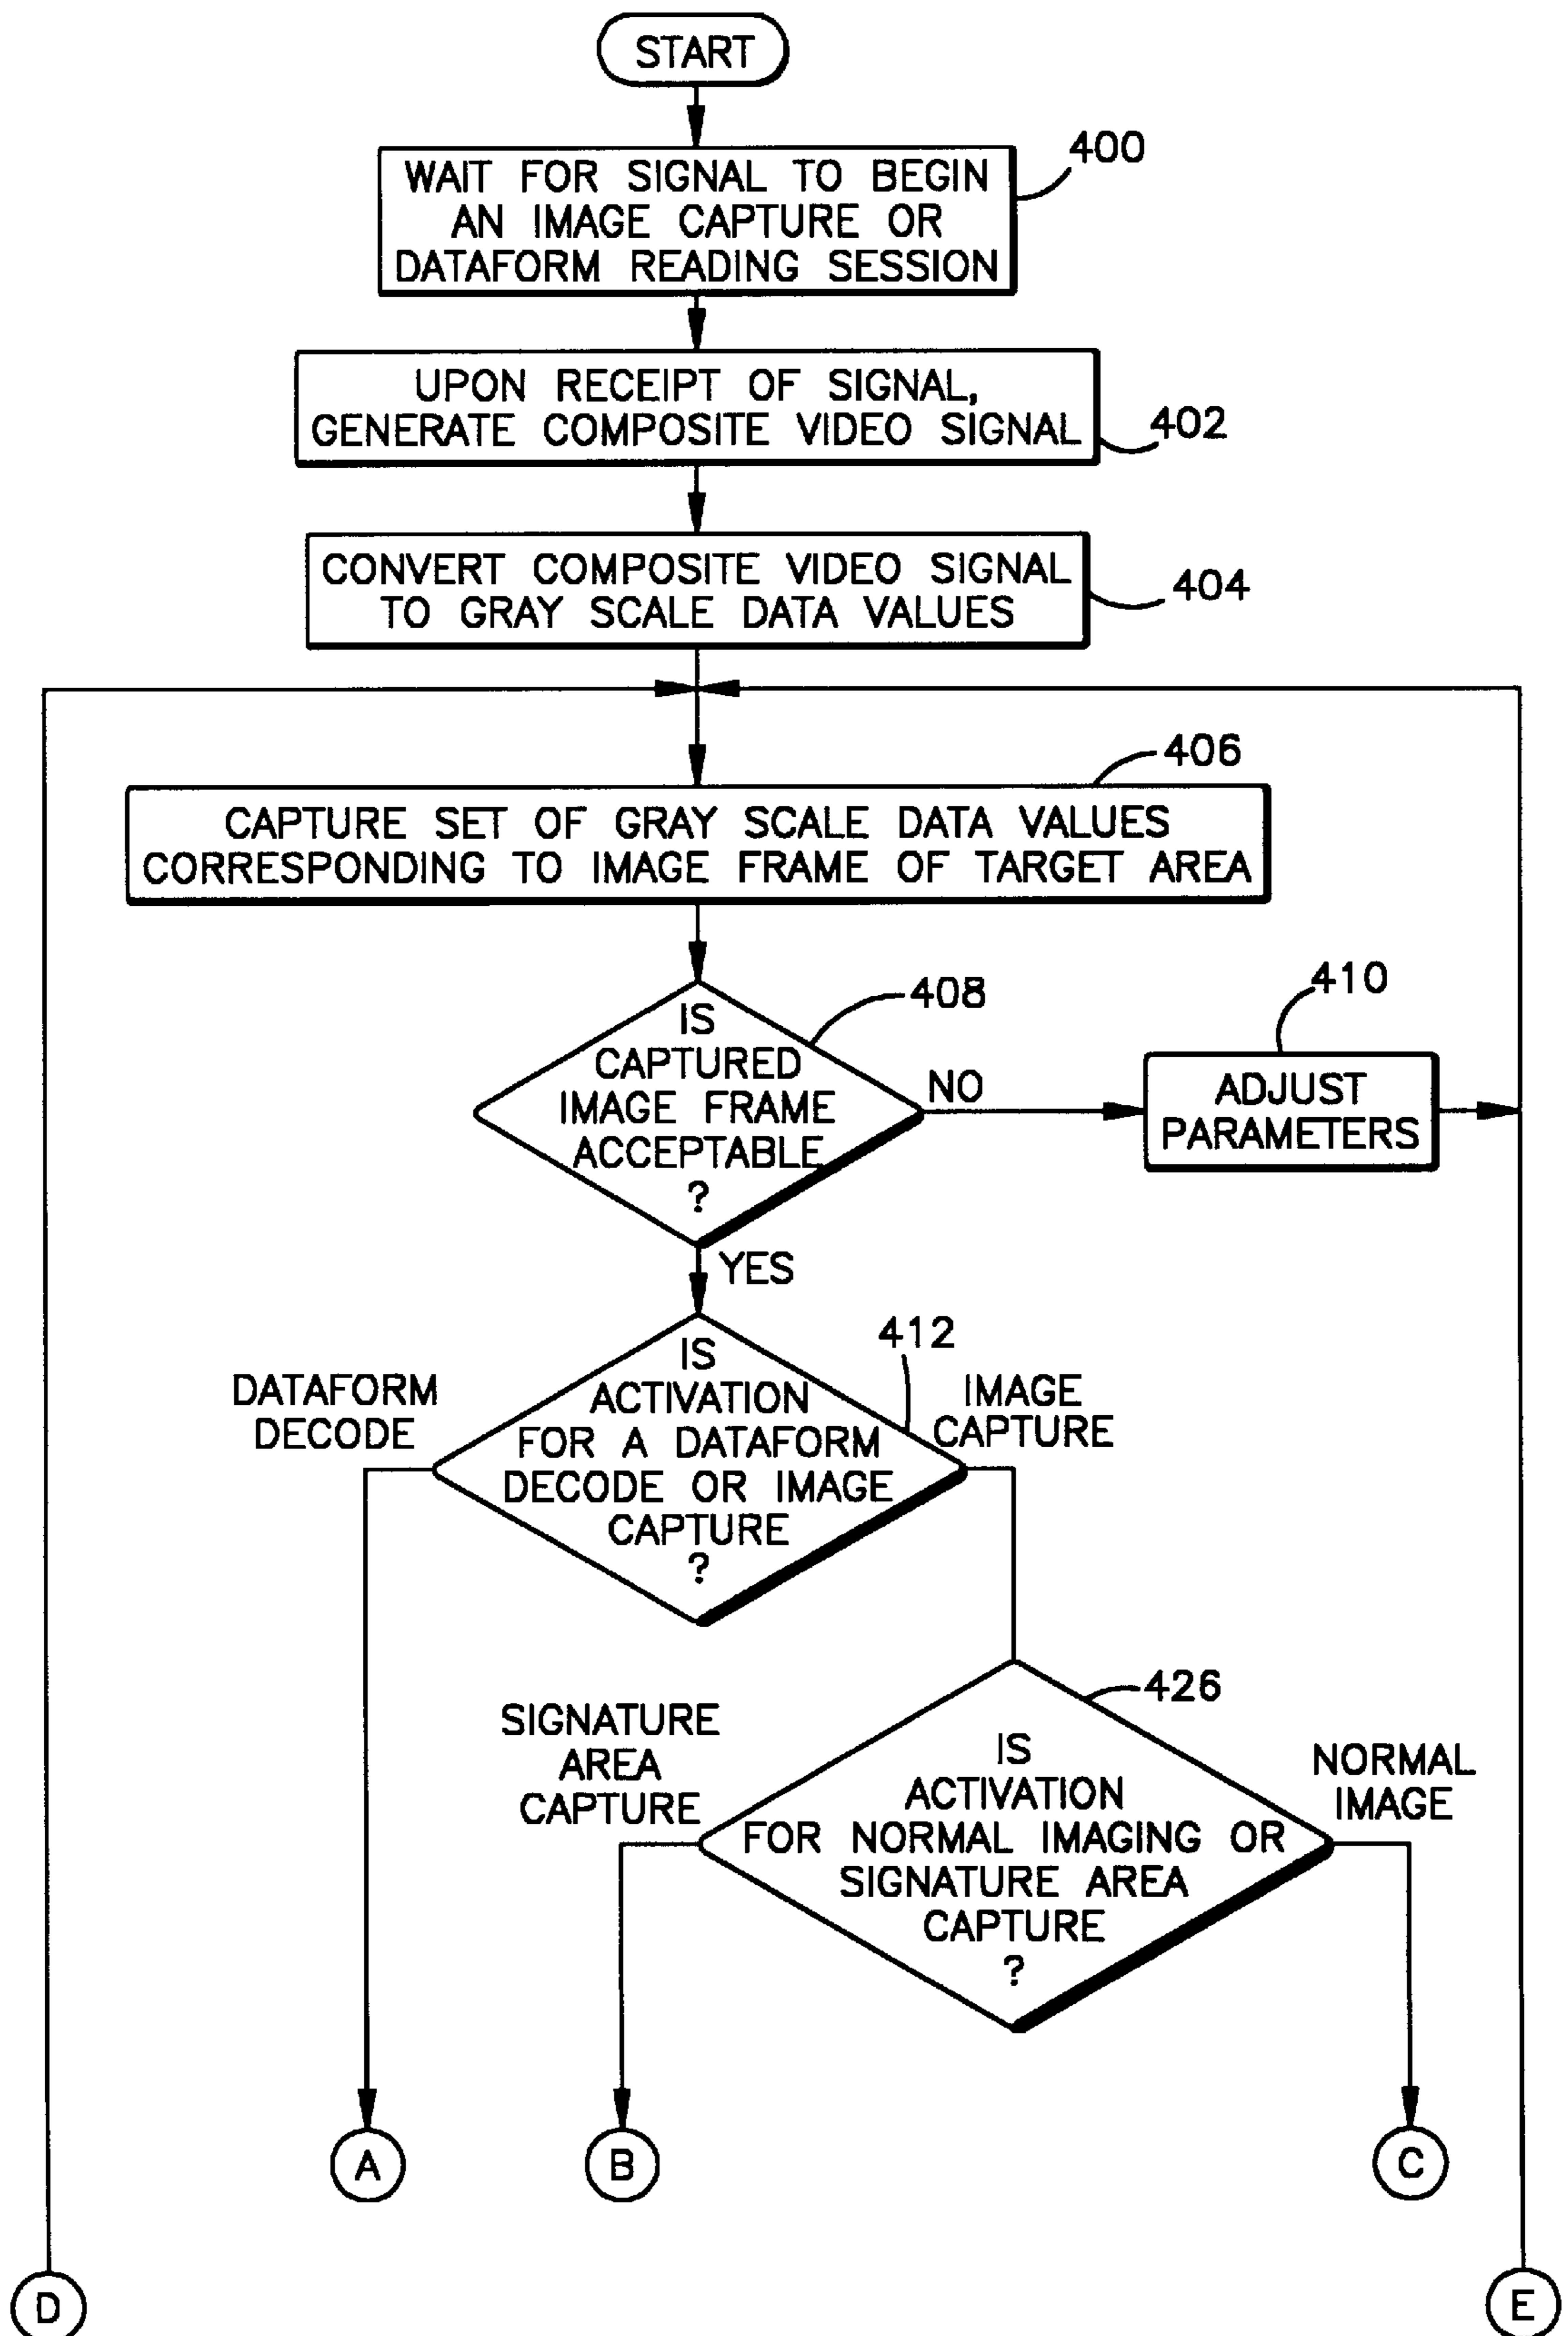 START
400
WAIT FOR SIGNAL TO BEGIN
AN IMAGE CAPTURE OR
DATAFORM READING SESSION
UPON RECEIPT OF SIGNAL,
GENERATE COMPOSITE VIDEO SIGNAL
402
CONVERT COMPOSITE VIDEO SIGNAL
TO GRAY SCALE DATA VALUES
404
406
CAPTURE SET OF GRAY SCALE DATA VALUES
CORRESPONDING TO IMAGE FRAME OF TARGET AREA
408
IS
CAPTURED
IMAGE FRAME
ACCEPTABLE
?
NO
410
ADJUST
PARAMETERS
YES
412
DATAFORM
DECODE
IS
ACTIVATION
FOR A DATAFORM
DECODE OR IMAGE
CAPTURE
?
IMAGE
CAPTURE
426
SIGNATURE
AREA
CAPTURE
IS
ACTIVATION
FOR NORMAL IMAGING OR
SIGNATURE AREA
CAPTURE
?
NORMAL
IMAGE
A
B
C
D
E